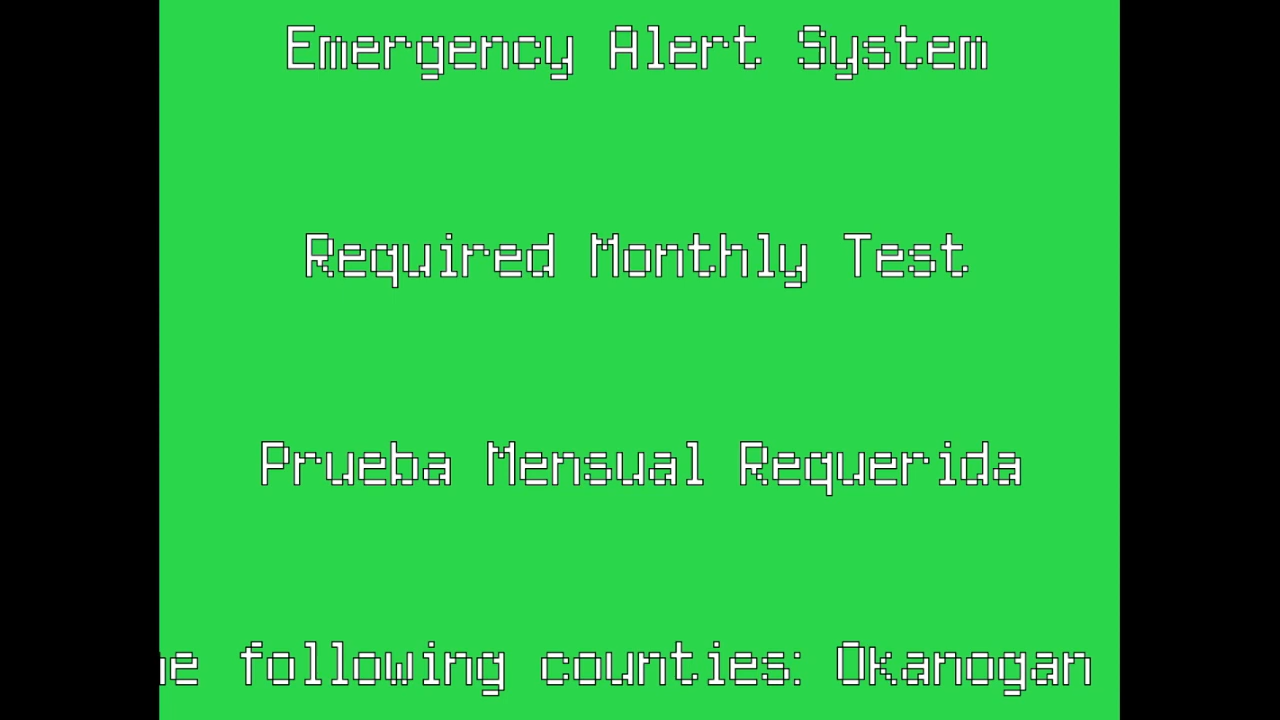 Emergency Alert System
Required Monthly Test
Prueba Mensual Requerida
following counties: Okanogan